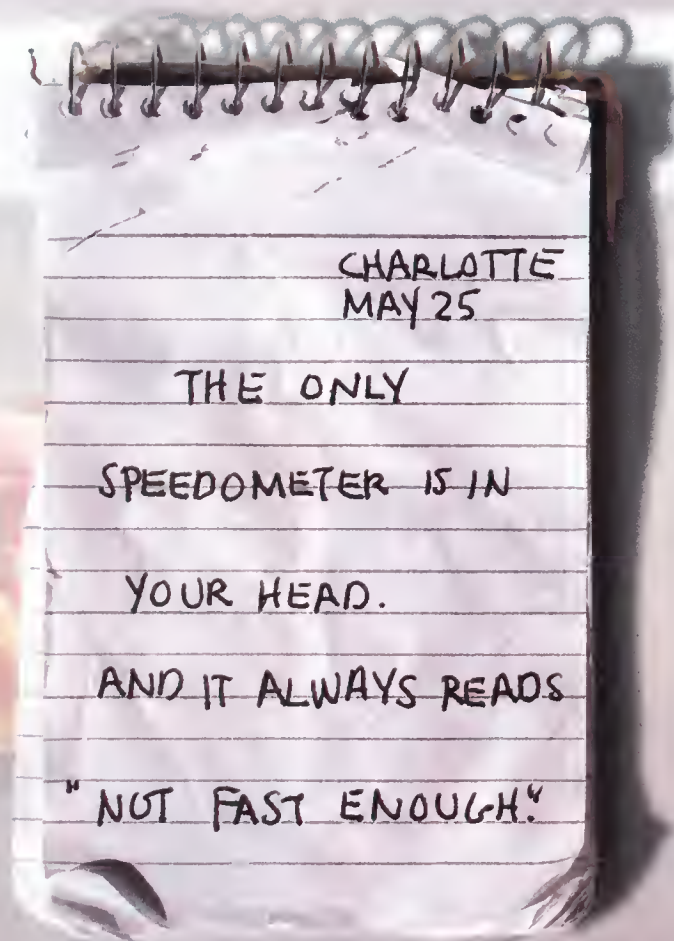 CHARLOTTE
MAY 25
THE ONLY
SPEEDOMETER IS IN
YOUR HEAD.
AND IT ALWAYS READS
"NOT FAST ENOUGH."